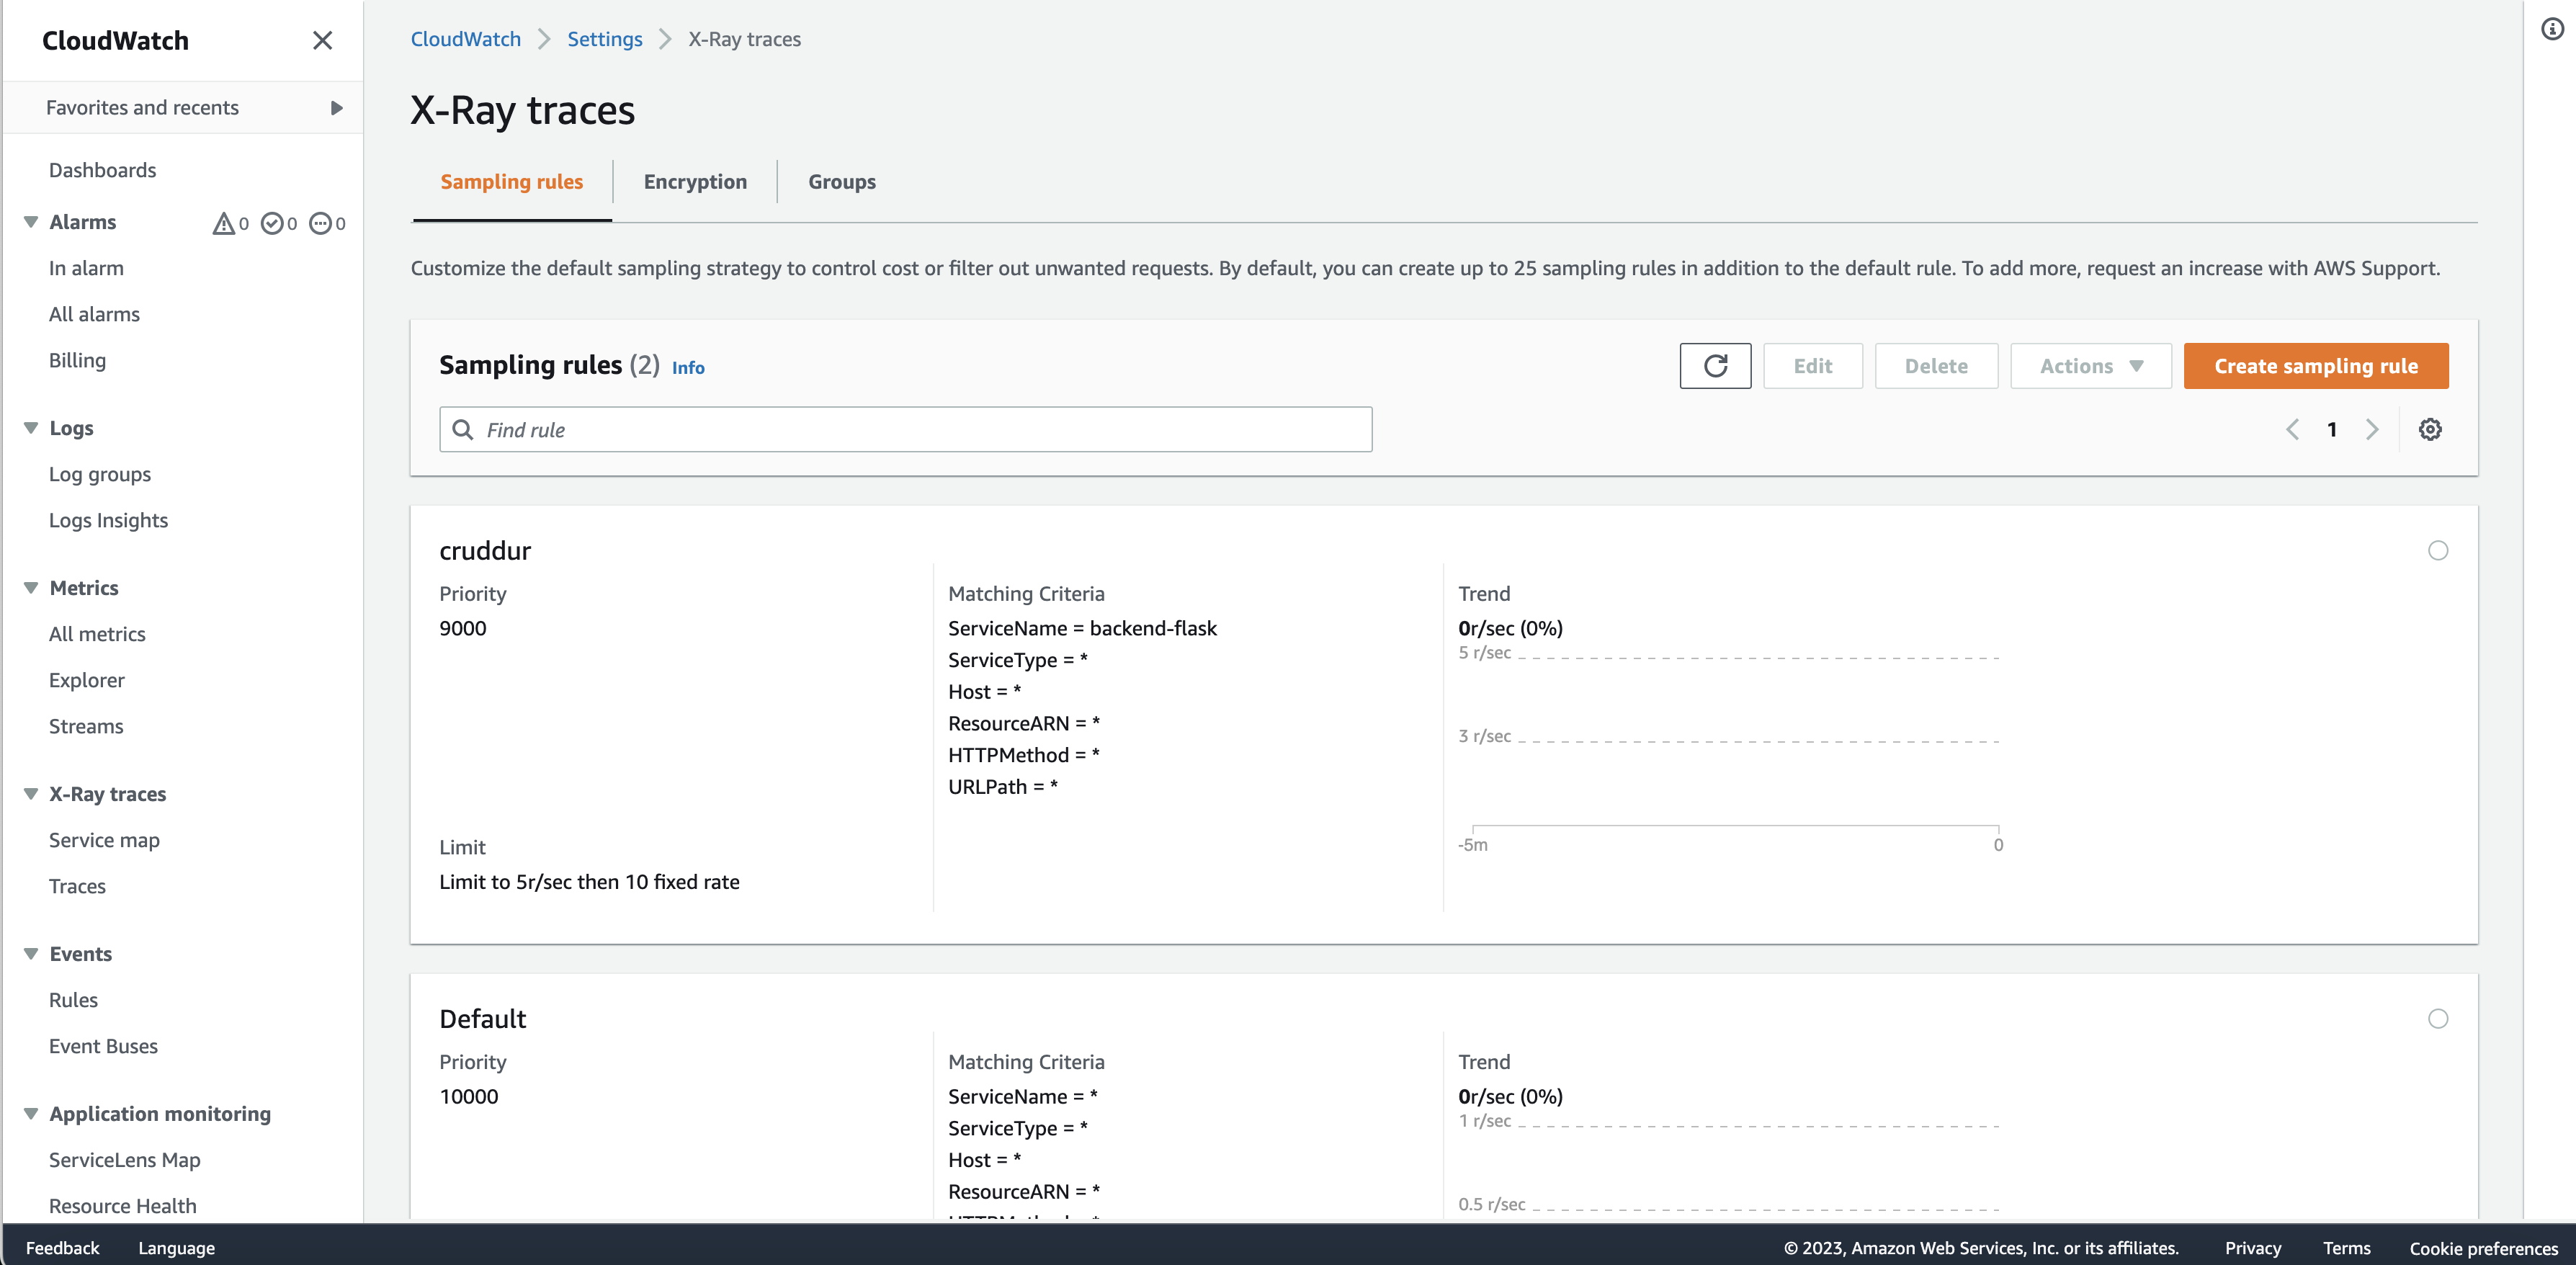 CloudWatch
Favorites and recents
Dashboards
Alarms 0 0 0
In alarm
All alarms
Billing
Logs
Log groups
Logs Insights
Metrics
All metrics
Explorer
Streams
X-Ray traces
Service map
Traces
Events
Rules
Event Buses
Application monitoring
ServiceLens Map
Resource Health
CloudWatch Settings X-Ray traces
X-Ray traces
Sampling rules Encryption Groups
Customize the default sampling strategy to control cost or filter out unwanted requests. By default, you can create up to 25 sampling rules in addition to the default rule. To add more, request an increase with AWS Support.
Sampling rules (2) Info
Edit Delete Actions Create sampling rule
Find rule
1
cruddur
Priority
9000
Limit
Limit to 5r/sec then 10 fixed rate
Matching Criteria
ServiceName = backend-flask
ServiceType = *
Host = *
ResourceARN = *
HTTPMethod = *
URLPath = *
Trend
0r/sec (0%)
5 r/sec
3 r/sec
-5m 0
Default
Priority
10000
Matching Criteria
ServiceName = *
ServiceType = *
Host = *
ResourceARN = *
Trend
0r/sec (0%)
1 r/sec
0.5 r/sec
Feedback Language © 2023, Amazon Web Services, Inc. or its affiliates. Privacy Terms Cookie preferences